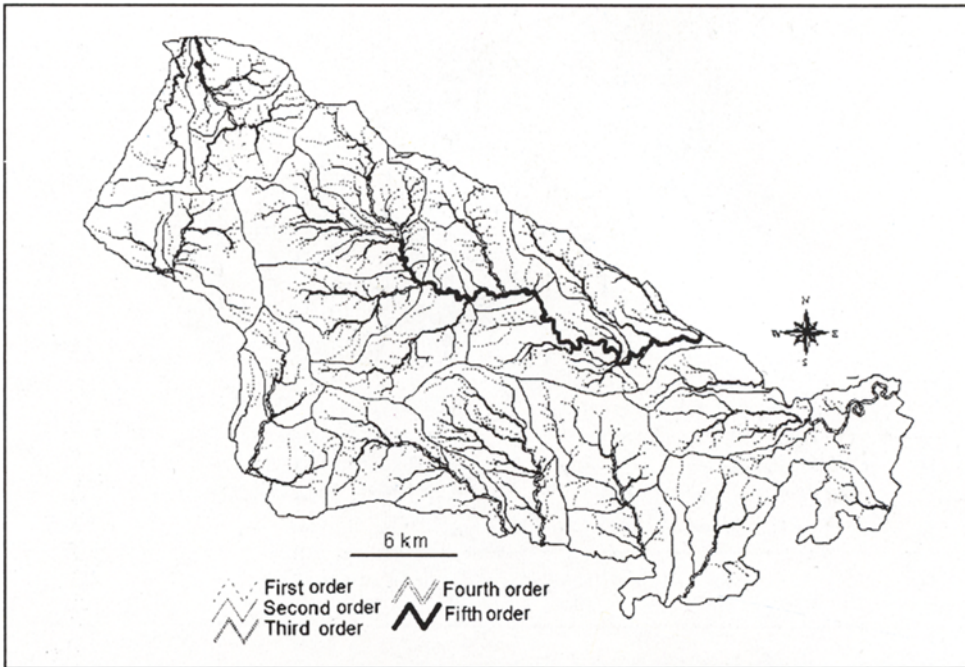 N
W E
S
6 km
First order
Second order
Third order
Fourth order
Fifth order